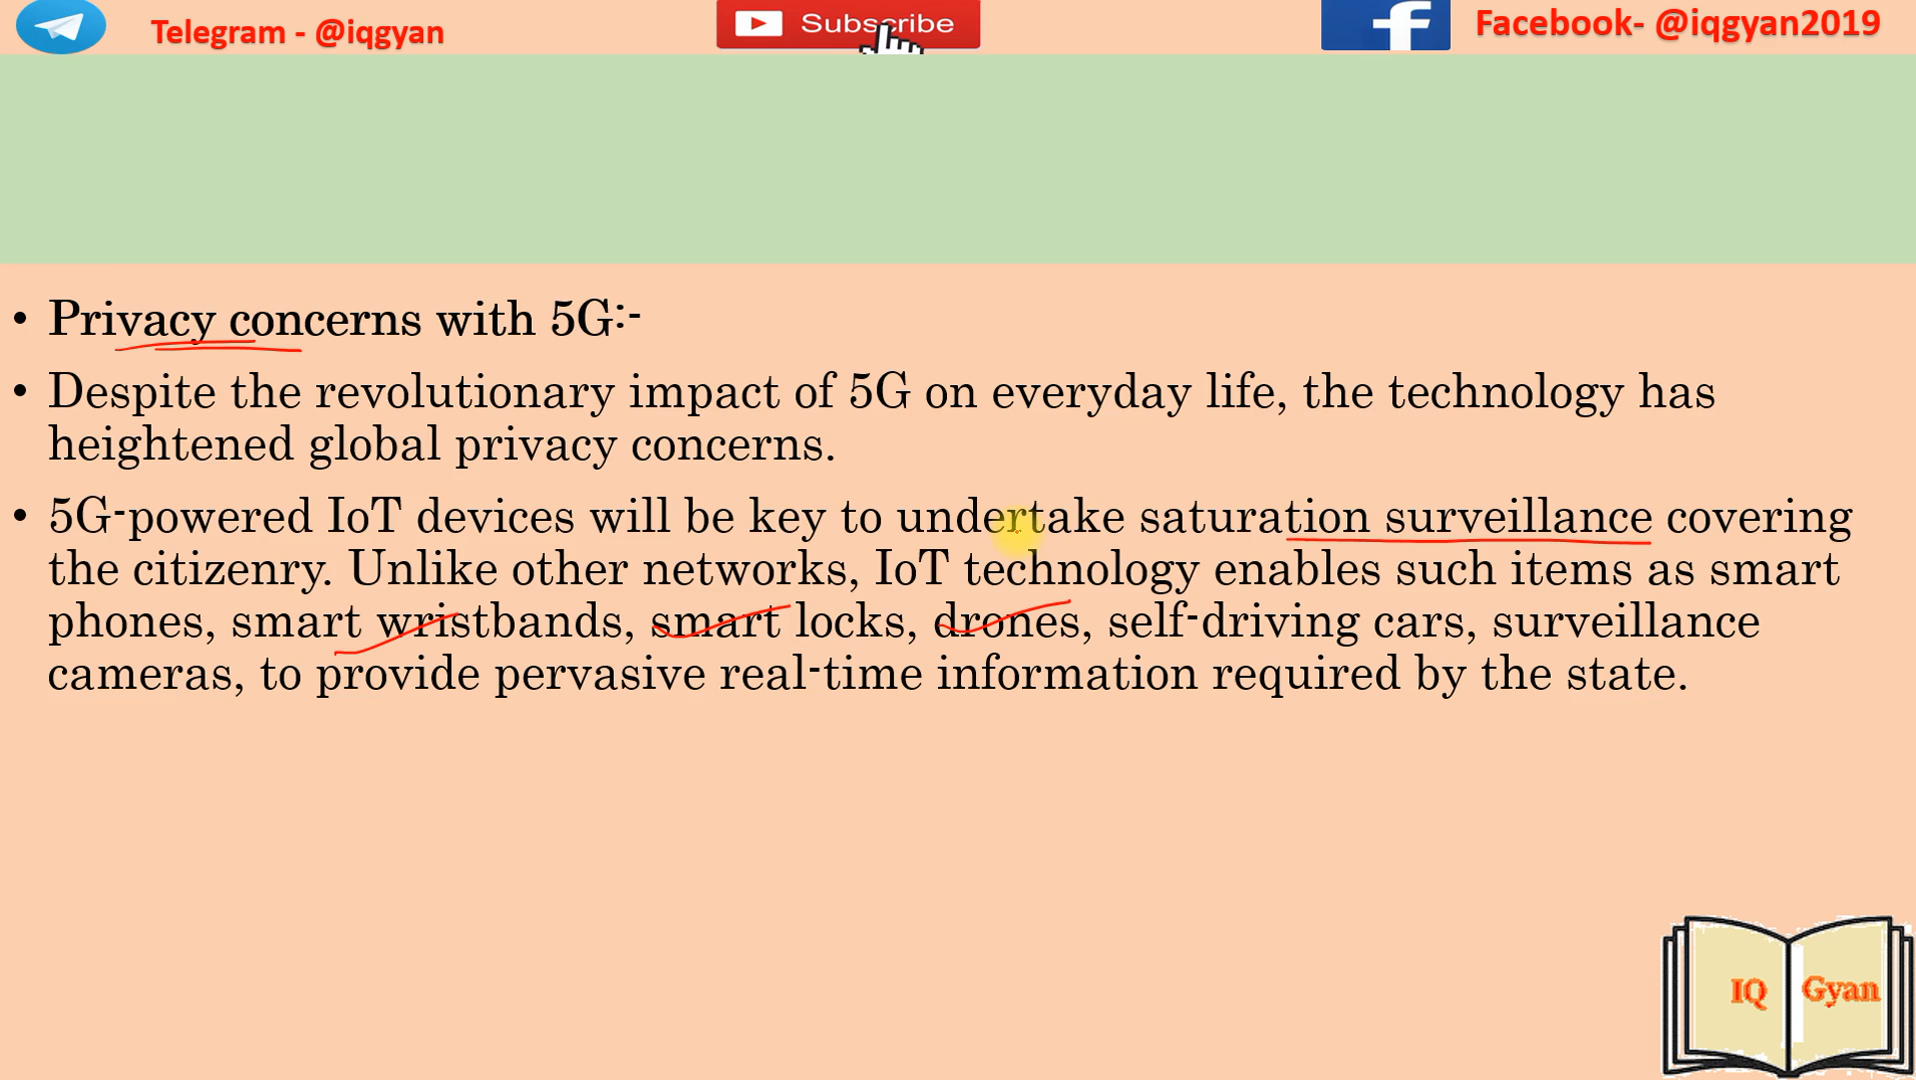 Telegram - @iqgyan
Subscribe
Facebook- @iqgyan2019
• Privacy concerns with 5G:-
• Despite the revolutionary impact of 5G on everyday life, the technology has
heightened global privacy concerns.
• 5G-powered IoT devices will be key to undertake saturation surveillance covering
the citizenry. Unlike other networks, IoT technology enables such items as smart
phones, smart wristbands, smart locks, drones, self-driving cars, surveillance
cameras, to provide pervasive real-time information required by the state.
IQ Gyan